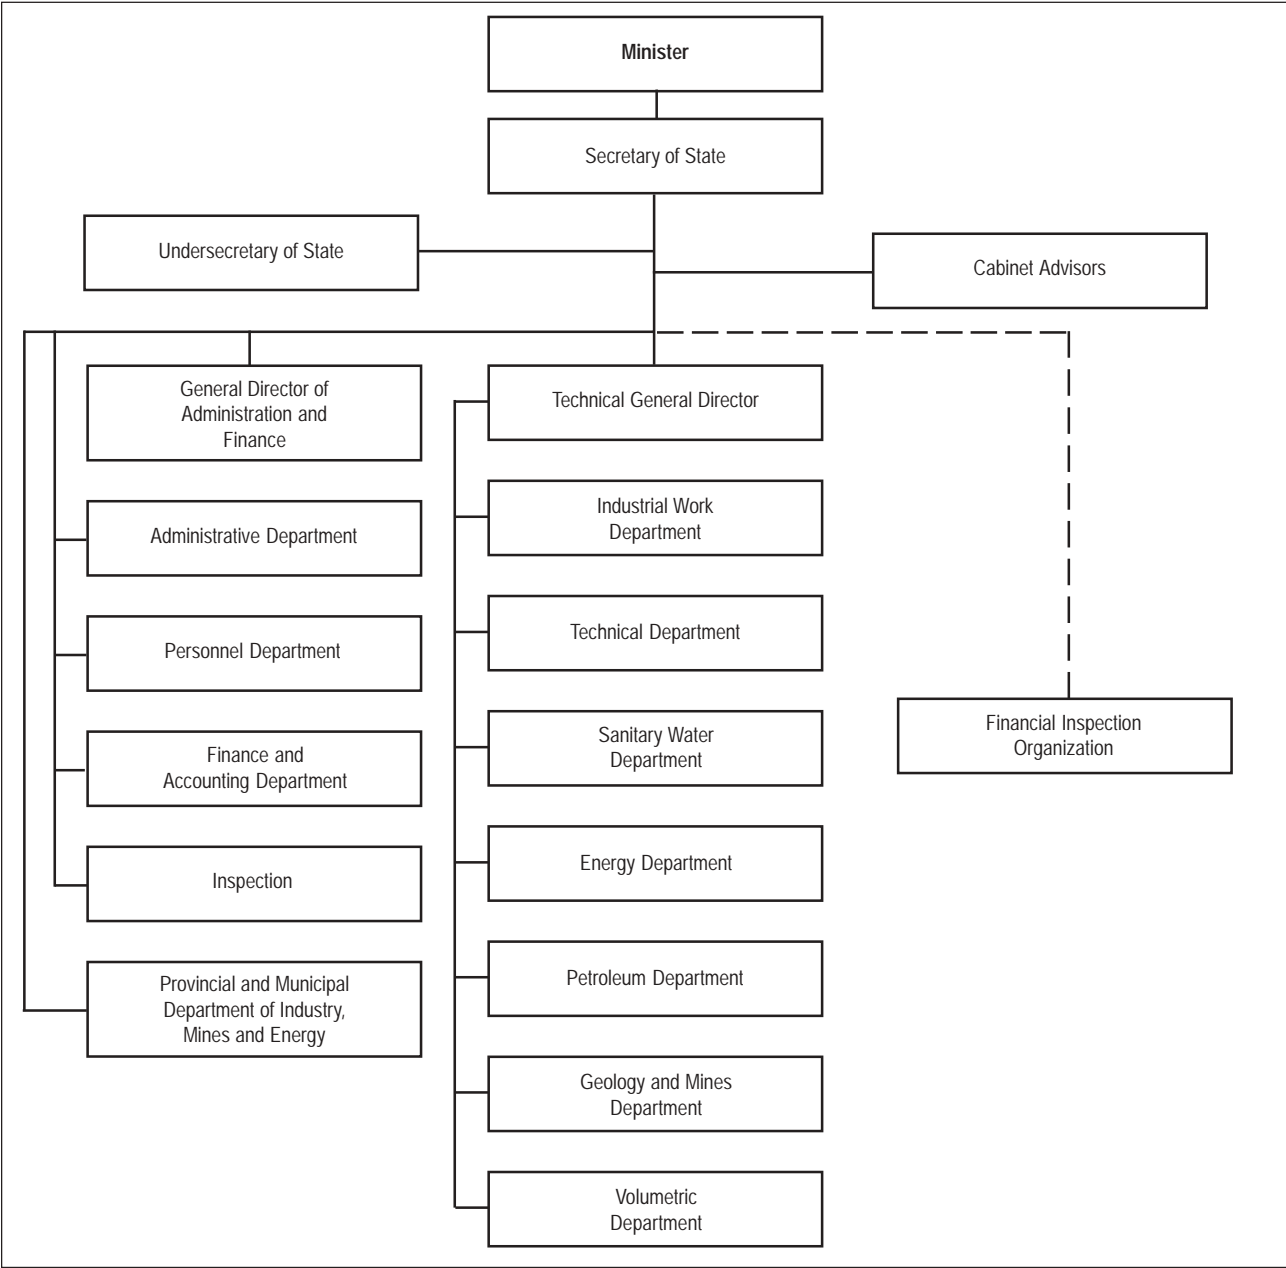 Minister
Secretary of State
Undersecretary of State
Cabinet Advisors
General Director of
Administration and
Finance
Technical General Director
Industrial Work
Department
Administrative Department
Technical Department
Personnel Department
Sanitary Water
Department
Financial Inspection
Organization
Finance and
Accounting Department
Energy Department
Inspection
Petroleum Department
Provincial and Municipal
Department of Industry,
Mines and Energy
Geology and Mines
Department
Volumetric
Department